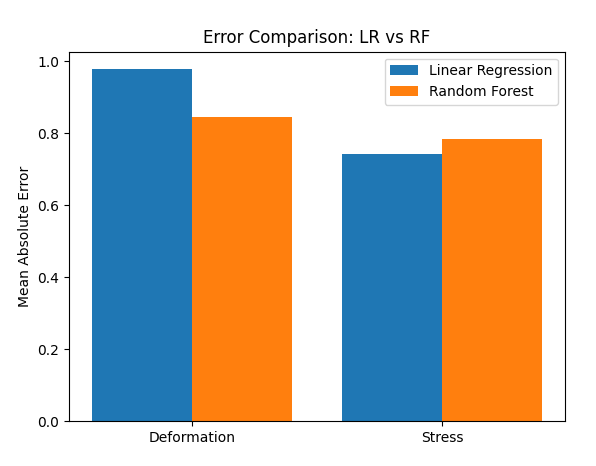 Error Comparison: LR vs RF
Linear Regression
Random Forest
Mean Absolute Error
1.0
0.8
0.6
0.4
0.2
0.0
Deformation
Stress